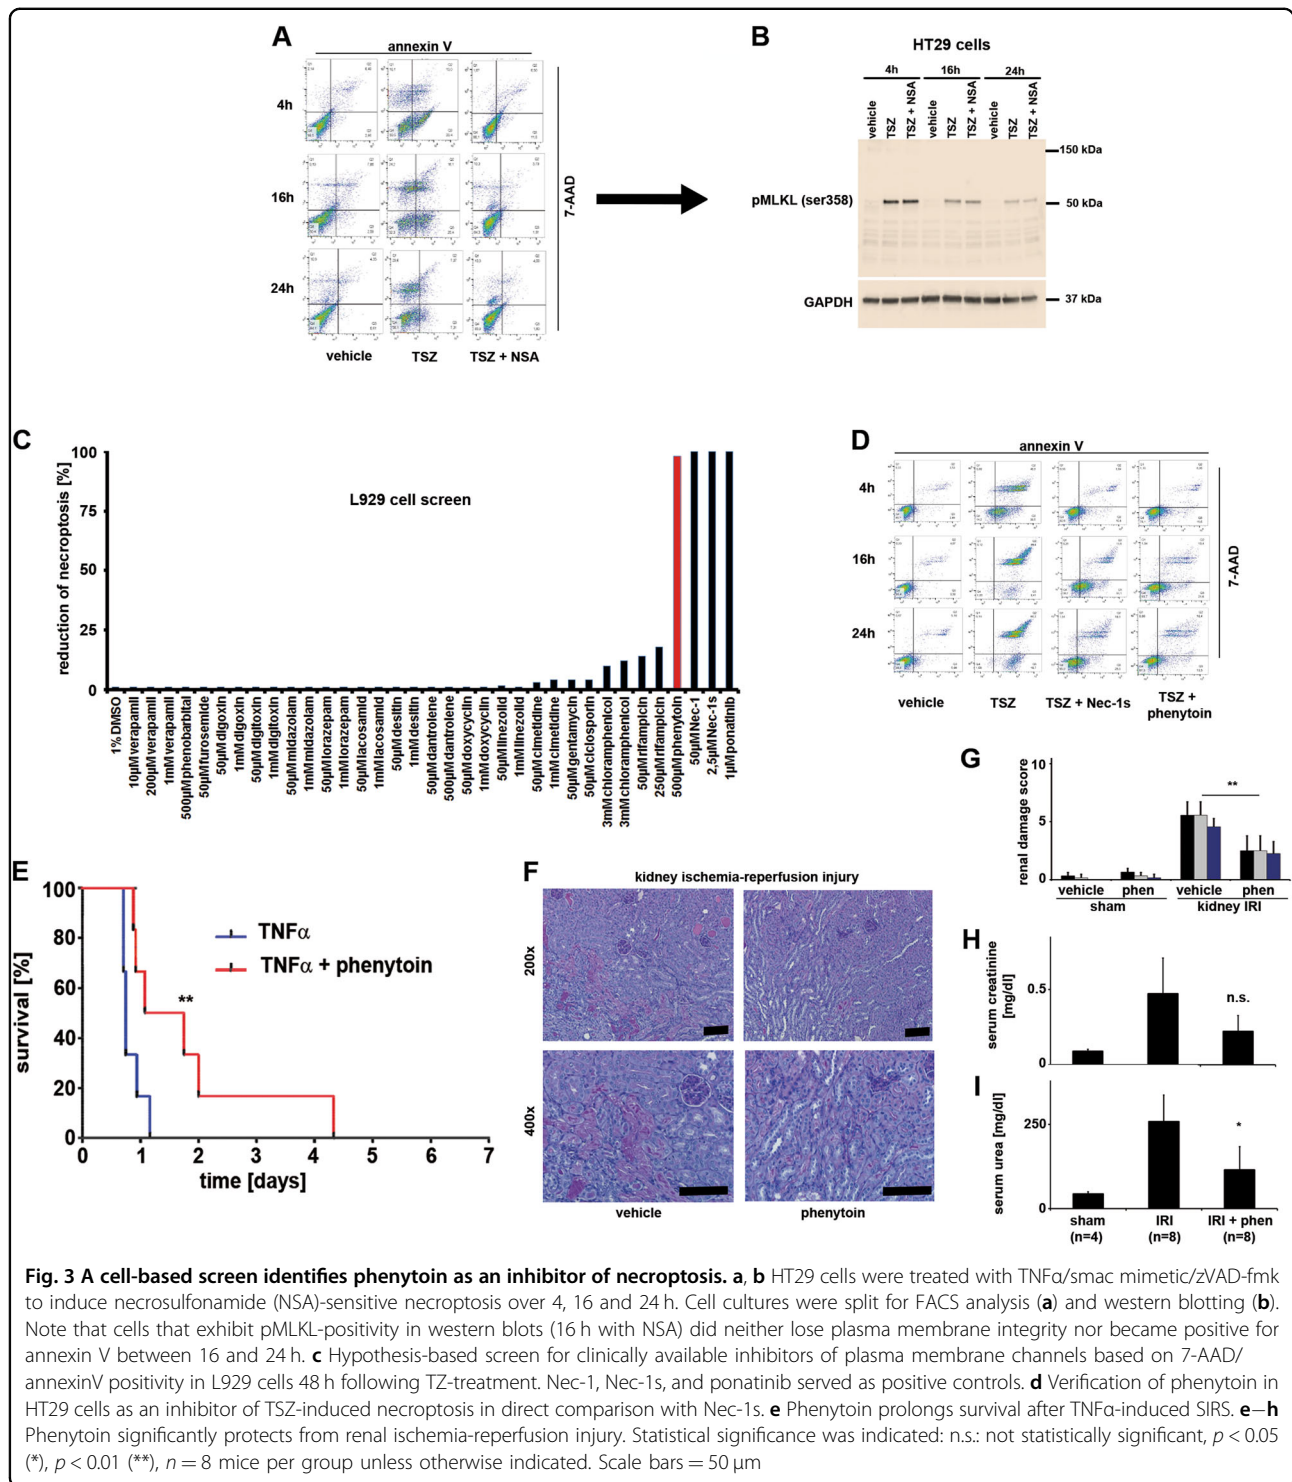 A
annexin V
4h
16h
24h
7-AAD
vehicle
TSZ
TSZ + NSA
B
HT29 cells
4h
16h
24h
vehicle
TSZ
TSZ + NSA
vehicle
TSZ
TSZ + NSA
vehicle
TSZ
TSZ + NSA
pMLKL (ser358)
GAPDH
150 kDa
50 kDa
37 kDa
C
reduction of necroptosis [%]
100
75
50
25
0
L929 cell screen
1% DMSO
10µM verapamil
200µM verapamil
1mM verapamil
500µM phenobarbital
50µM furosemide
50µM digoxin
1mM digoxin
50µM digitoxin
1mM digitoxin
50µM midazolam
1mM midazolam
50µM lorazepam
1mM lorazepam
50µM lacosamid
1mM lacosamid
50µM desitin
1mM desitin
50µM dantrolene
500µM dantrolene
50µM doxycyclin
1mM doxycyclin
50µM linezolid
1mM linezolid
50µM cimetidine
1mM cimetidine
50µM gentamycin
50µM ciclosporin
3mM chloramphenicol
3mM chloramphenicol
50µM rifampicin
250µM rifampicin
500µM phenytoin
50µM Nec-1
2,5µM Nec-1s
1µM ponatinib
D
annexin V
4h
16h
24h
7-AAD
vehicle
TSZ
TSZ + Nec-1s
TSZ +
phenytoin
E
survival [%]
100
80
60
40
20
0
0 1 2 3 4 5 6 7
time [days]
TNFα
TNFα + phenytoin
**
F
kidney ischemia-reperfusion injury
200x
400x
vehicle
phenytoin
G
renal damage score
10
5
0
**
vehicle
phen
vehicle
phen
sham
kidney IRI
H
serum creatinine
[mg/dl]
0.5
0
n.s.
I
serum urea [mg/dl]
250
0
*
sham
(n=4)
IRI
(n=8)
IRI + phen
(n=8)
Fig. 3 A cell-based screen identifies phenytoin as an inhibitor of necroptosis. a, b HT29 cells were treated with TNFα/smac mimetic/zVAD-fmk
to induce necrosulfonamide (NSA)-sensitive necroptosis over 4, 16 and 24 h. Cell cultures were split for FACS analysis (a) and western blotting (b).
Note that cells that exhibit pMLKL-positivity in western blots (16 h with NSA) did neither lose plasma membrane integrity nor became positive for
annexin V between 16 and 24 h. c Hypothesis-based screen for clinically available inhibitors of plasma membrane channels based on 7-AAD/
annexinV positivity in L929 cells 48 h following TZ-treatment. Nec-1, Nec-1s, and ponatinib served as positive controls. d Verification of phenytoin in
HT29 cells as an inhibitor of TSZ-induced necroptosis in direct comparison with Nec-1s. e Phenytoin prolongs survival after TNFα-induced SIRS. e–h
Phenytoin significantly protects from renal ischemia-reperfusion injury. Statistical significance was indicated: n.s.: not statistically significant, p < 0.05
(*), p < 0.01 (**), n = 8 mice per group unless otherwise indicated. Scale bars = 50 µm